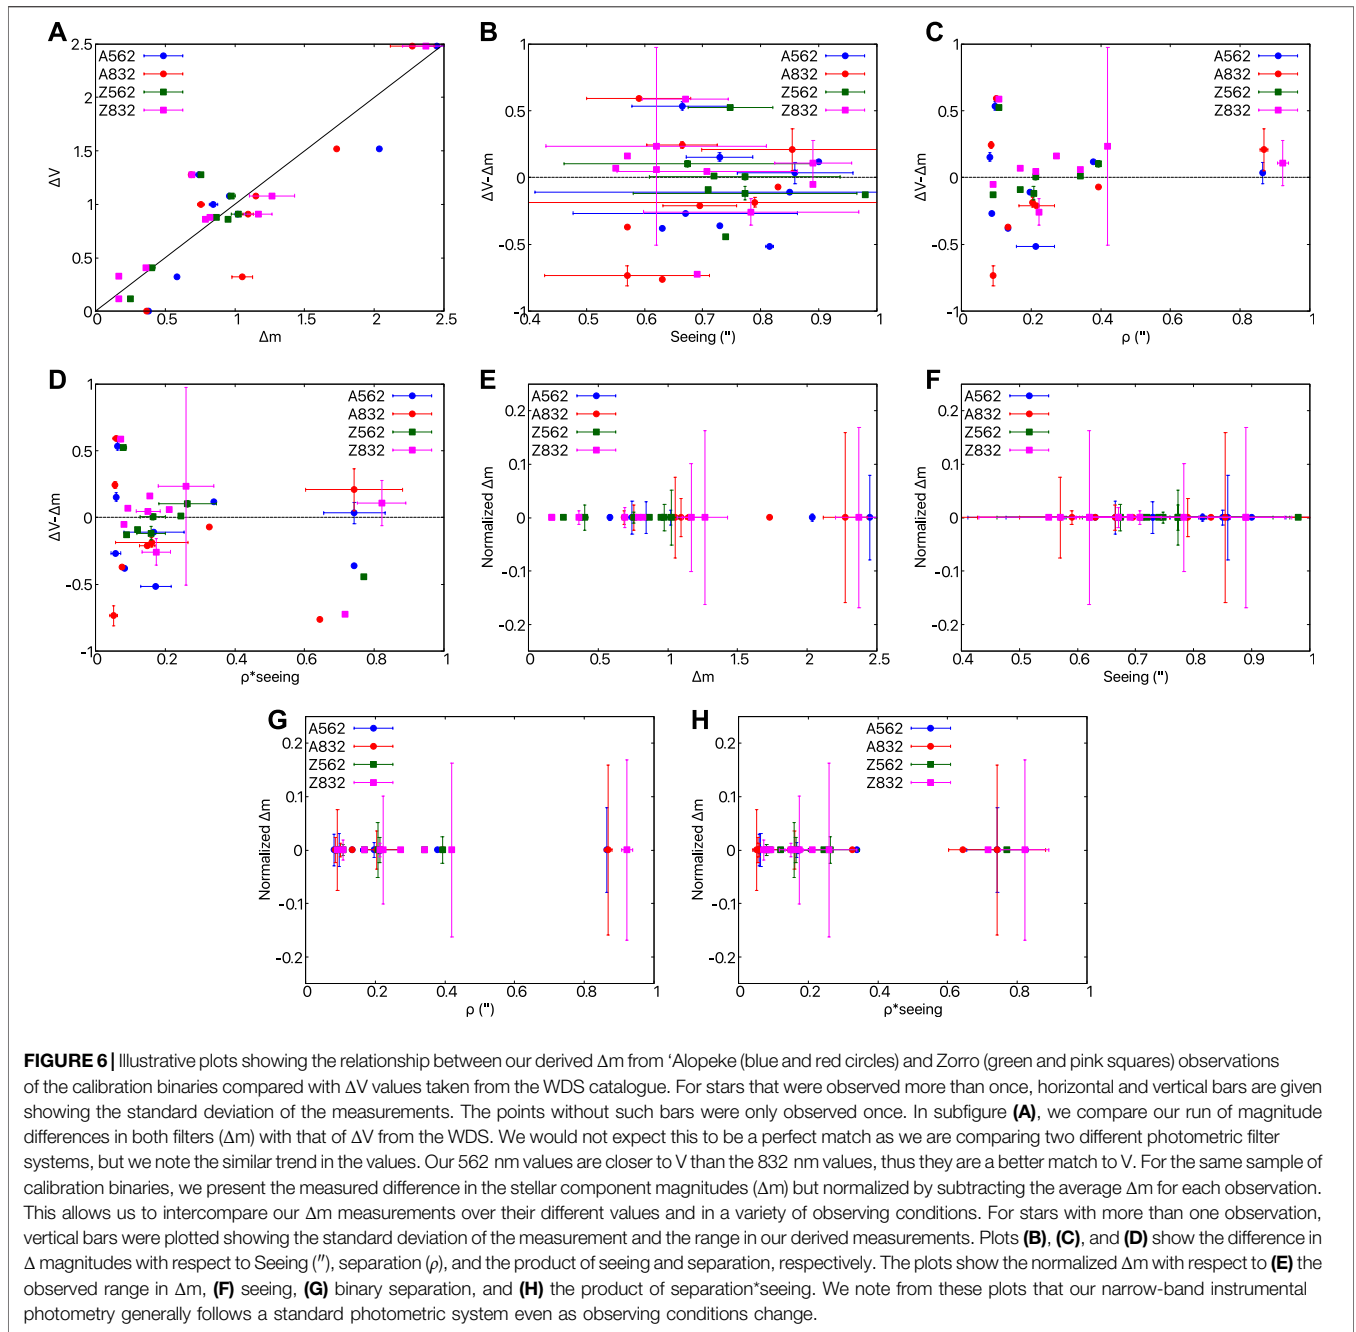 A
A562
A832
Z562
Z832
ΔV
2.5
2
1.5
1
0.5
0
0
0.5
1
1.5
2
2.5
Δm
B
A562
A832
Z562
Z832
ΔV-Δm
1
0.5
0
-0.5
-1
0.4
0.5
0.6
0.7
0.8
0.9
1
Seeing (")
C
A562
A832
Z562
Z832
ΔV-Δm
1
0.5
0
-0.5
-1
0
0.2
0.4
0.6
0.8
1
ρ (")
D
A562
A832
Z562
Z832
ΔV-Δm
1
0.5
0
-0.5
-1
0
0.2
0.4
0.6
0.8
1
ρ*seeing
E
A562
A832
Z562
Z832
Normalized Δm
0.2
0.1
0
-0.1
-0.2
0
0.5
1
1.5
2
2.5
Δm
F
A562
A832
Z562
Z832
Normalized Δm
0.2
0.1
0
-0.1
-0.2
0.4
0.5
0.6
0.7
0.8
0.9
1
Seeing (")
G
A562
A832
Z562
Z832
Normalized Δm
0.2
0.1
0
-0.1
-0.2
0
0.2
0.4
0.6
0.8
1
ρ (")
H
A562
A832
Z562
Z832
Normalized Δm
0.2
0.1
0
-0.1
-0.2
0
0.2
0.4
0.6
0.8
1
ρ*seeing
FIGURE 6 | Illustrative plots showing the relationship between our derived Δm from ‘Alopeke (blue and red circles) and Zorro (green and pink squares) observations
of the calibration binaries compared with ΔV values taken from the WDS catalogue. For stars that were observed more than once, horizontal and vertical bars are given
showing the standard deviation of the measurements. The points without such bars were only observed once. In subfigure (A), we compare our run of magnitude
differences in both filters (Δm) with that of ΔV from the WDS. We would not expect this to be a perfect match as we are comparing two different photometric filter
systems, but we note the similar trend in the values. Our 562 nm values are closer to V than the 832 nm values, thus they are a better match to V. For the same sample of
calibration binaries, we present the measured difference in the stellar component magnitudes (Δm) but normalized by subtracting the average Δm for each observation.
This allows us to intercompare our Δm measurements over their different values and in a variety of observing conditions. For stars with more than one observation,
vertical bars were plotted showing the standard deviation of the measurement and the range in our derived measurements. Plots (B), (C), and (D) show the difference in
Δ magnitudes with respect to Seeing (″), separation (ρ), and the product of seeing and separation, respectively. The plots show the normalized Δm with respect to (E) the
observed range in Δm, (F) seeing, (G) binary separation, and (H) the product of separation*seeing. We note from these plots that our narrow-band instrumental
photometry generally follows a standard photometric system even as observing conditions change.